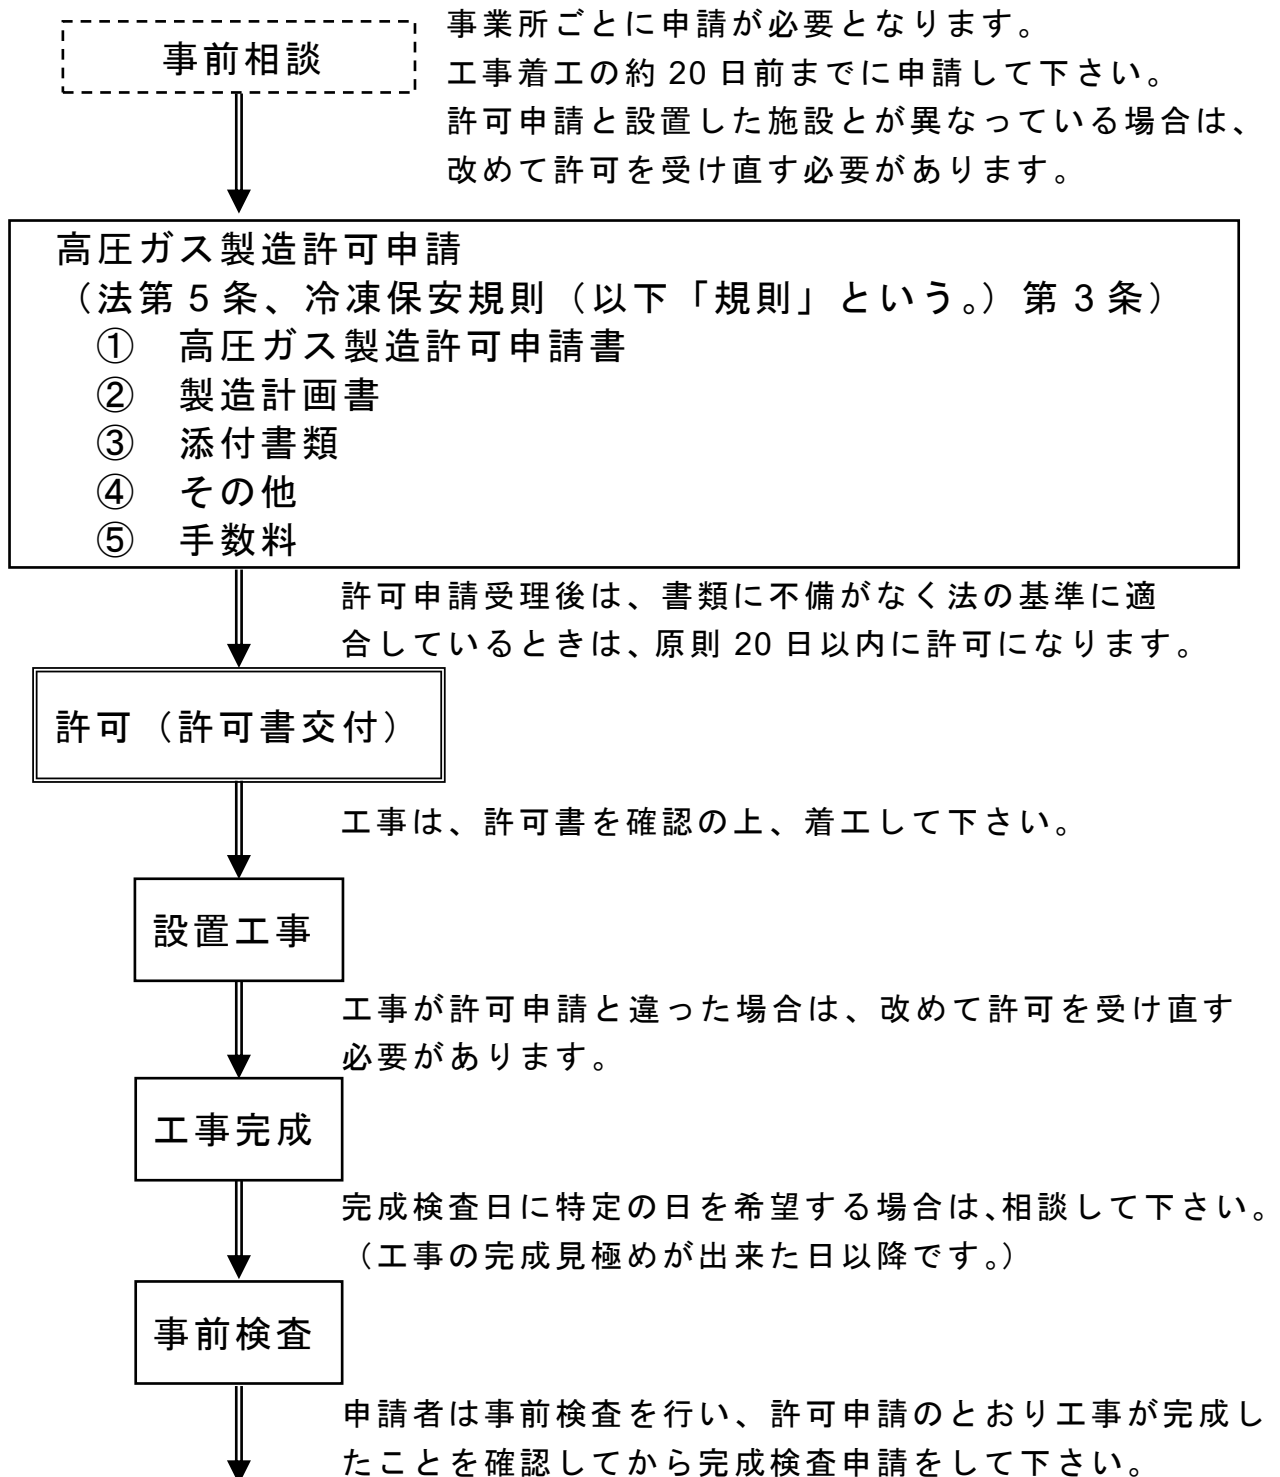 事前相談
事業所ごとに申請が必要となります。
工事着工の約 20 日前までに申請して下さい。
許可申請と設置した施設とが異なっている場合は、
改めて許可を受け直す必要があります。
高圧ガス製造許可申請
（法第 5 条、冷凍保安規則（以下「規則」という。）第 3 条）
① 高圧ガス製造許可申請書
② 製造計画書
③ 添付書類
④ その他
⑤ 手数料
許可申請受理後は、書類に不備がなく法の基準に適
合しているときは、原則 20 日以内に許可になります。
許可（許可書交付）
工事は、許可書を確認の上、着工して下さい。
設置工事
工事が許可申請と違った場合は、改めて許可を受け直す
必要があります。
工事完成
完成検査日に特定の日を希望する場合は、相談して下さい。
（工事の完成見極めが出来た日以降です。）
事前検査
申請者は事前検査を行い、許可申請のとおり工事が完成し
たことを確認してから完成検査申請をして下さい。